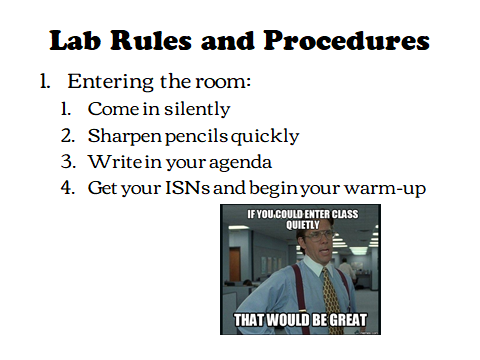 Lab Rules and Procedures
1. Entering the room:
1. Come in silently
2. Sharpen pencils quickly
3. Write in your agenda
4. Get your ISNs and begin your warm-up
IF YOU COULD ENTER CLASS
QUIETLY
THAT WOULD BE GREAT